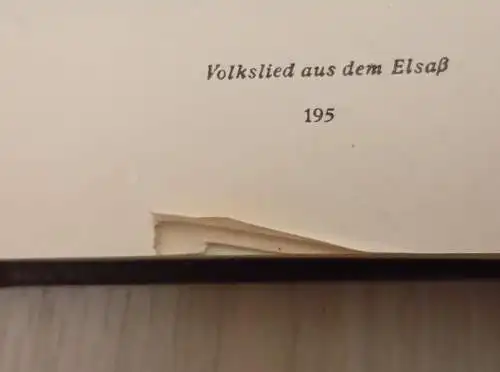 Volkslied aus dem Elsaß
195